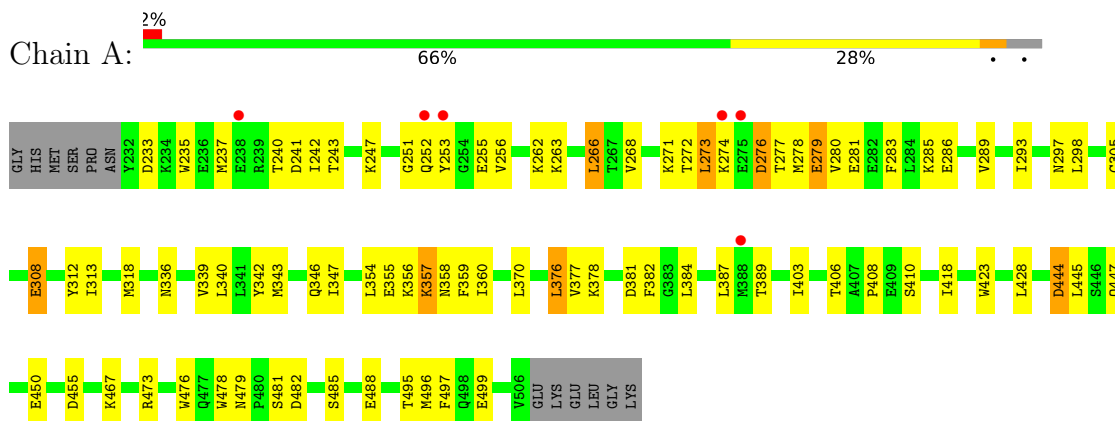 2%
Chain A:
66% 28% • •
GLY HIS MET SER PRO ASN Y232 D233 K234 W235 E236 M237 E238 R239 T240 D241 I242 T243 K247 G251 Q252 Y253 G254 E255 V256 K262 K263 L266 T267 V268 K271 T272 L273 K274 E275 D276 T277 M278 E279 V280 E281 E282 F283 L284 K285 E286 V289 I293 N297 L298
E308 Y312 I313 M318 N336 V339 L340 L341 Y342 M343 Q346 I347 L354 E355 K356 K357 N358 F359 I360 L370 L376 V377 K378 D381 F382 G383 L384 L387 M388 T389 I403 T406 A407 P408 E409 S410 I418 W423 L428 D444 L445 S446
E450 D455 K467 R473 W476 Q477 W478 N479 P480 S481 D482 S485 E488 T495 M496 F497 Q498 E499 V506 GLU LYS GLU GLU LEU GLY LYS